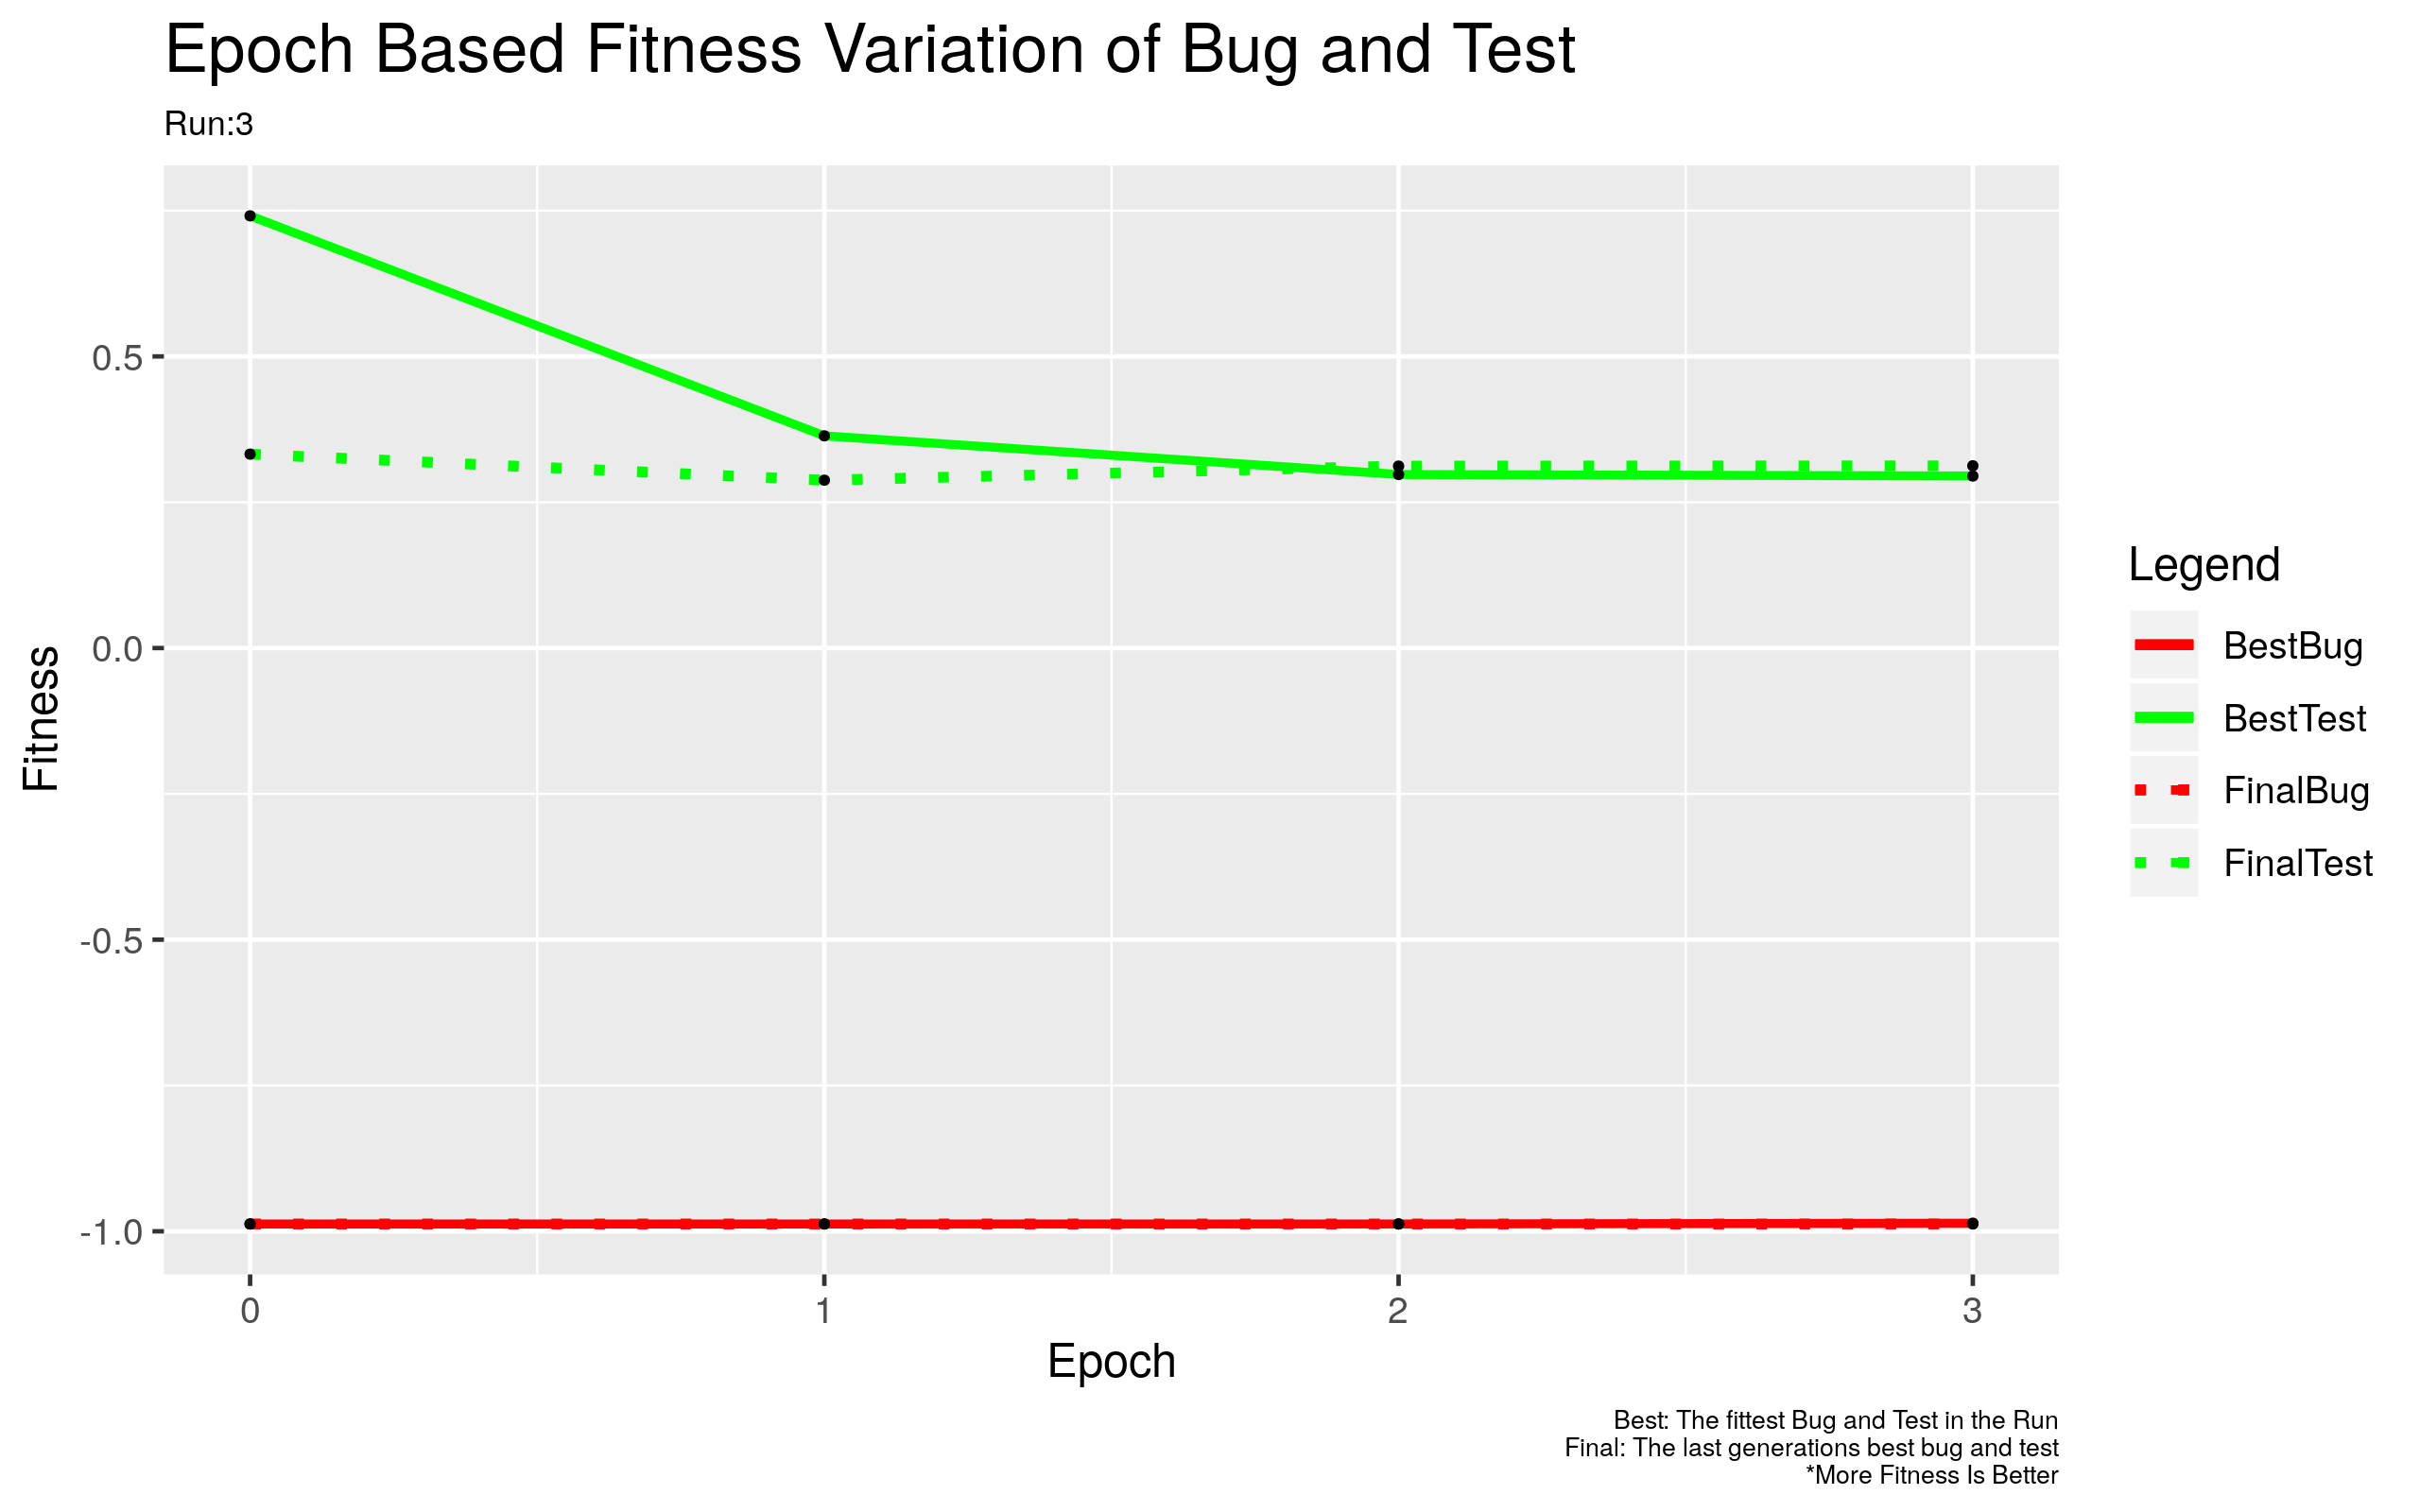 Epoch Based Fitness Variation of Bug and Test
Run:3
Fitness
0.5
0.0
-0.5
-1.0
0
1
2
3
Epoch
Legend
BestBug
BestTest
FinalBug
FinalTest
Best: The fittest Bug and Test in the Run
Final: The last generations best bug and test
*More Fitness Is Better